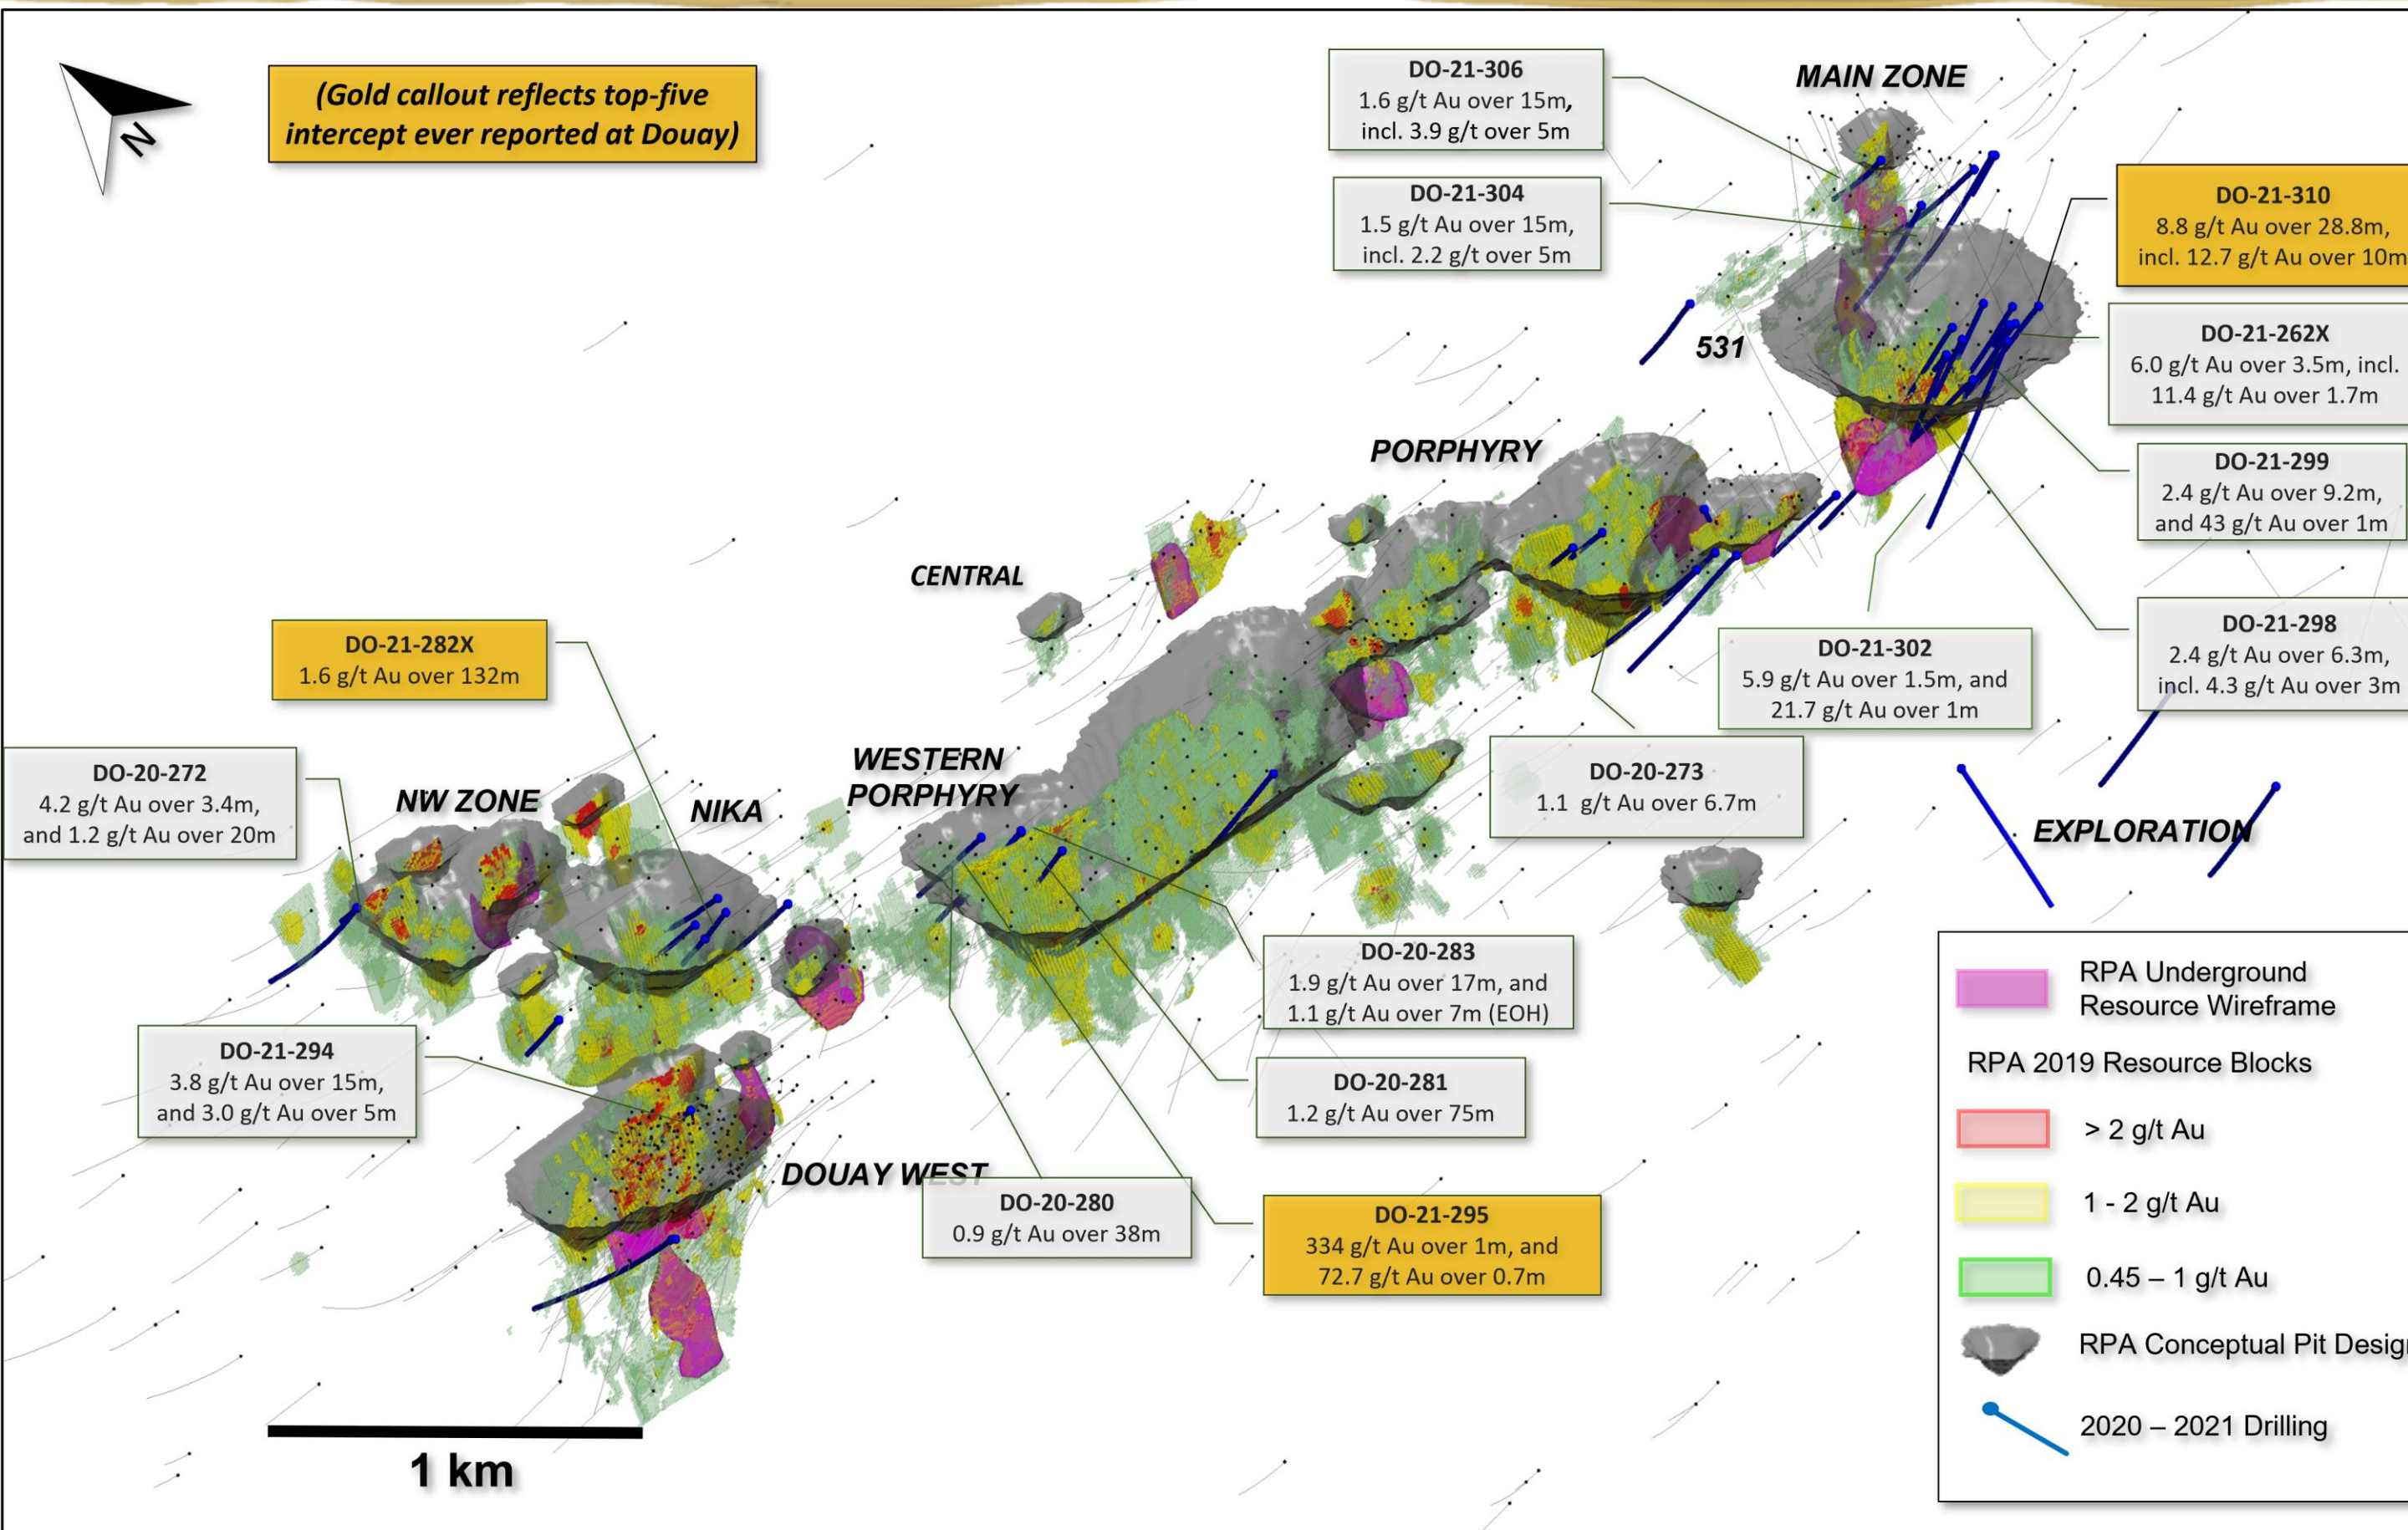 N
(Gold callout reflects top-five
intercept ever reported at Douay)
DO-21-306
1.6 g/t Au over 15m,
incl. 3.9 g/t over 5m
MAIN ZONE
DO-21-304
1.5 g/t Au over 15m,
incl. 2.2 g/t over 5m
DO-21-310
8.8 g/t Au over 28.8m,
incl. 12.7 g/t Au over 10m
531
DO-21-262X
6.0 g/t Au over 3.5m, incl.
11.4 g/t Au over 1.7m
PORPHYRY
DO-21-299
2.4 g/t Au over 9.2m,
and 43 g/t Au over 1m
CENTRAL
DO-21-298
2.4 g/t Au over 6.3m,
incl. 4.3 g/t Au over 3m
DO-21-302
5.9 g/t Au over 1.5m, and
21.7 g/t Au over 1m
DO-21-282X
1.6 g/t Au over 132m
DO-20-272
4.2 g/t Au over 3.4m,
and 1.2 g/t Au over 20m
NW ZONE
NIKA
WESTERN
PORPHYRY
DO-20-273
1.1 g/t Au over 6.7m
EXPLORATION
DO-20-283
1.9 g/t Au over 17m, and
1.1 g/t Au over 7m (EOH)
DO-21-294
3.8 g/t Au over 15m,
and 3.0 g/t Au over 5m
DO-20-281
1.2 g/t Au over 75m
DOUAY WEST
DO-20-280
0.9 g/t Au over 38m
DO-21-295
334 g/t Au over 1m, and
72.7 g/t Au over 0.7m
1 km
RPA Underground
Resource Wireframe
RPA 2019 Resource Blocks
> 2 g/t Au
1 - 2 g/t Au
0.45 – 1 g/t Au
RPA Conceptual Pit Desig
2020 – 2021 Drilling